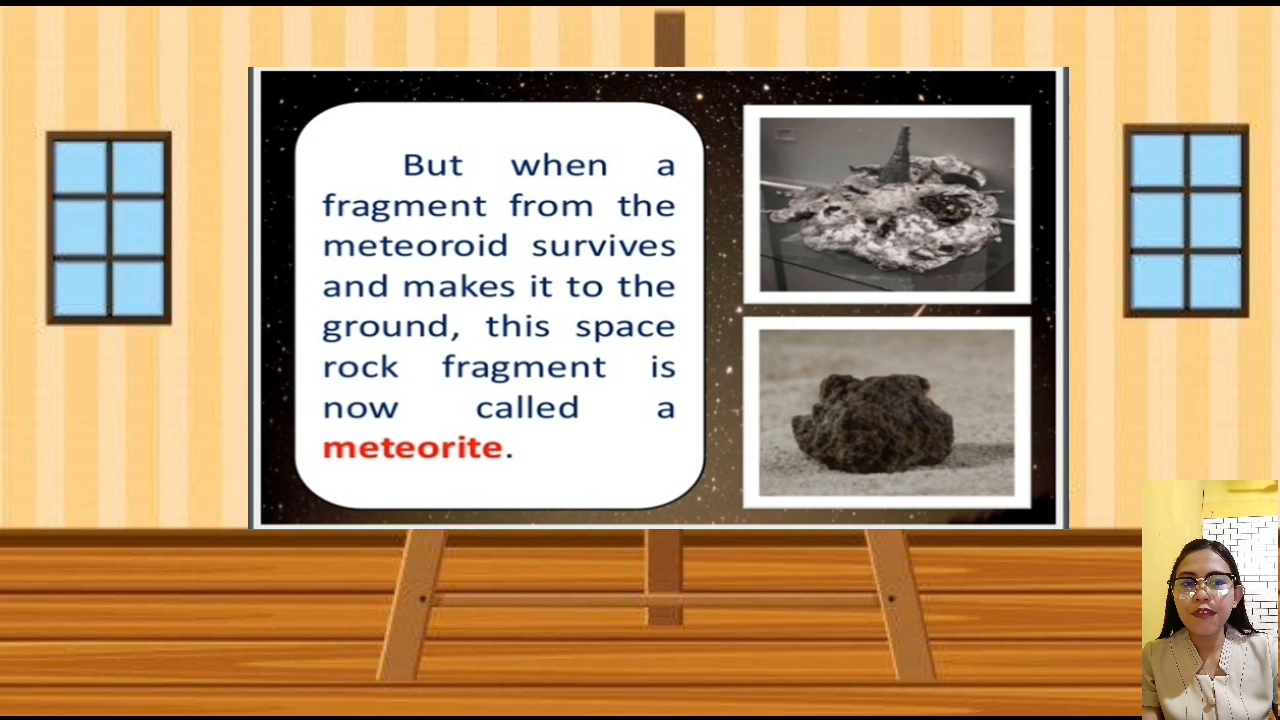 But when a
fragment from the
meteoroid survives
and makes it to the
ground, this space
rock fragment is
now called a
meteorite.